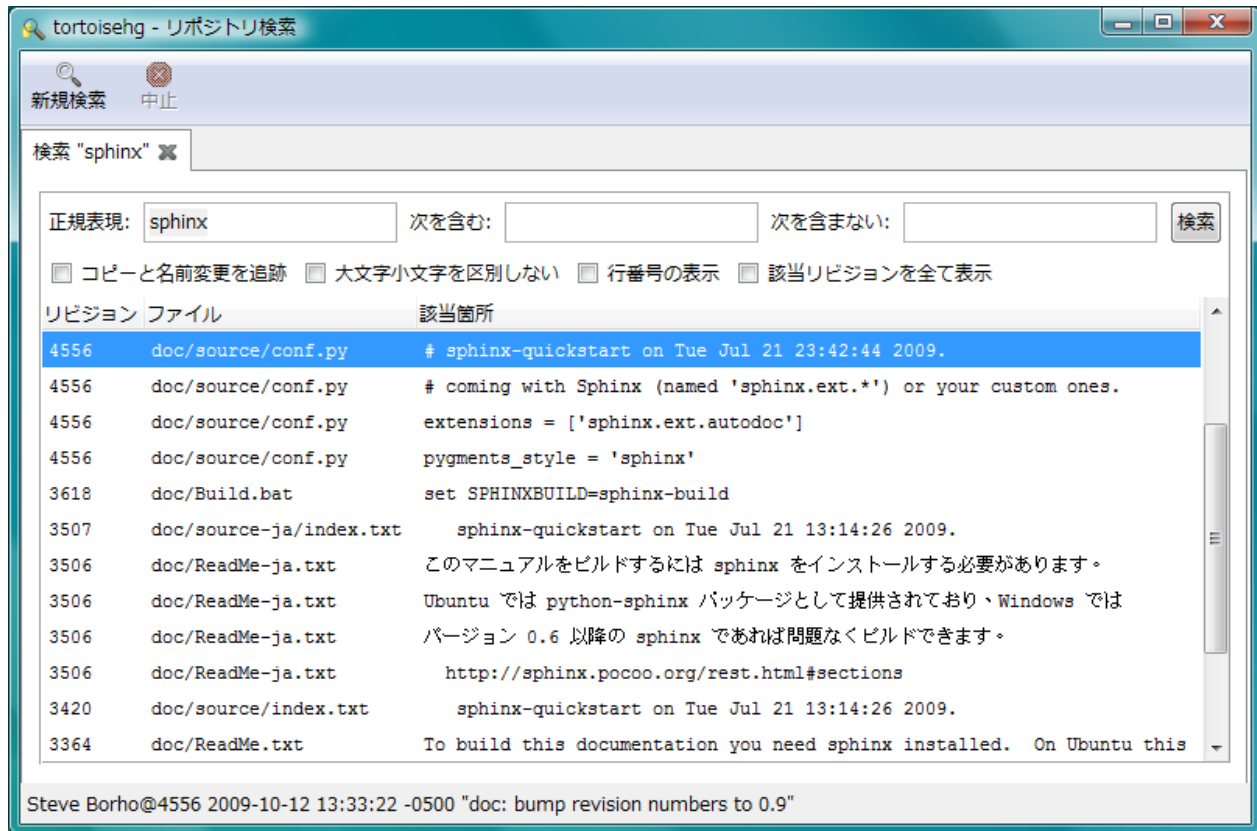 tortoisehg - リポジトリ検索
新規検索 中止
検索 "sphinx"
正規表現: sphinx 次を含む: 次を含まない: 検索
コピーと名前変更を追跡 大文字小文字を区別しない 行番号の表示 該当リビジョンを全て表示
リビジョン ファイル 該当箇所
4556 doc/source/conf.py # sphinx-quickstart on Tue Jul 21 23:42:44 2009.
4556 doc/source/conf.py # coming with Sphinx (named 'sphinx.ext.*') or your custom ones.
4556 doc/source/conf.py extensions = ['sphinx.ext.autodoc']
4556 doc/source/conf.py pygments_style = 'sphinx'
3618 doc/Build.bat set SPHINXBUILD=sphinx-build
3507 doc/source-ja/index.txt sphinx-quickstart on Tue Jul 21 13:14:26 2009.
3506 doc/ReadMe-ja.txt このマニュアルをビルドするには sphinx をインストールする必要があります。
3506 doc/ReadMe-ja.txt Ubuntu では python-sphinx パッケージとして提供されており、Windows では
3506 doc/ReadMe-ja.txt バージョン 0.6 以降の sphinx であれば問題なくビルドできます。
3506 doc/ReadMe-ja.txt http://sphinx.pocoo.org/rest.html#sections
3420 doc/source/index.txt sphinx-quickstart on Tue Jul 21 13:14:26 2009.
3364 doc/ReadMe.txt To build this documentation you need sphinx installed. On Ubuntu this
Steve Borho@4556 2009-10-12 13:33:22 -0500 "doc: bump revision numbers to 0.9"